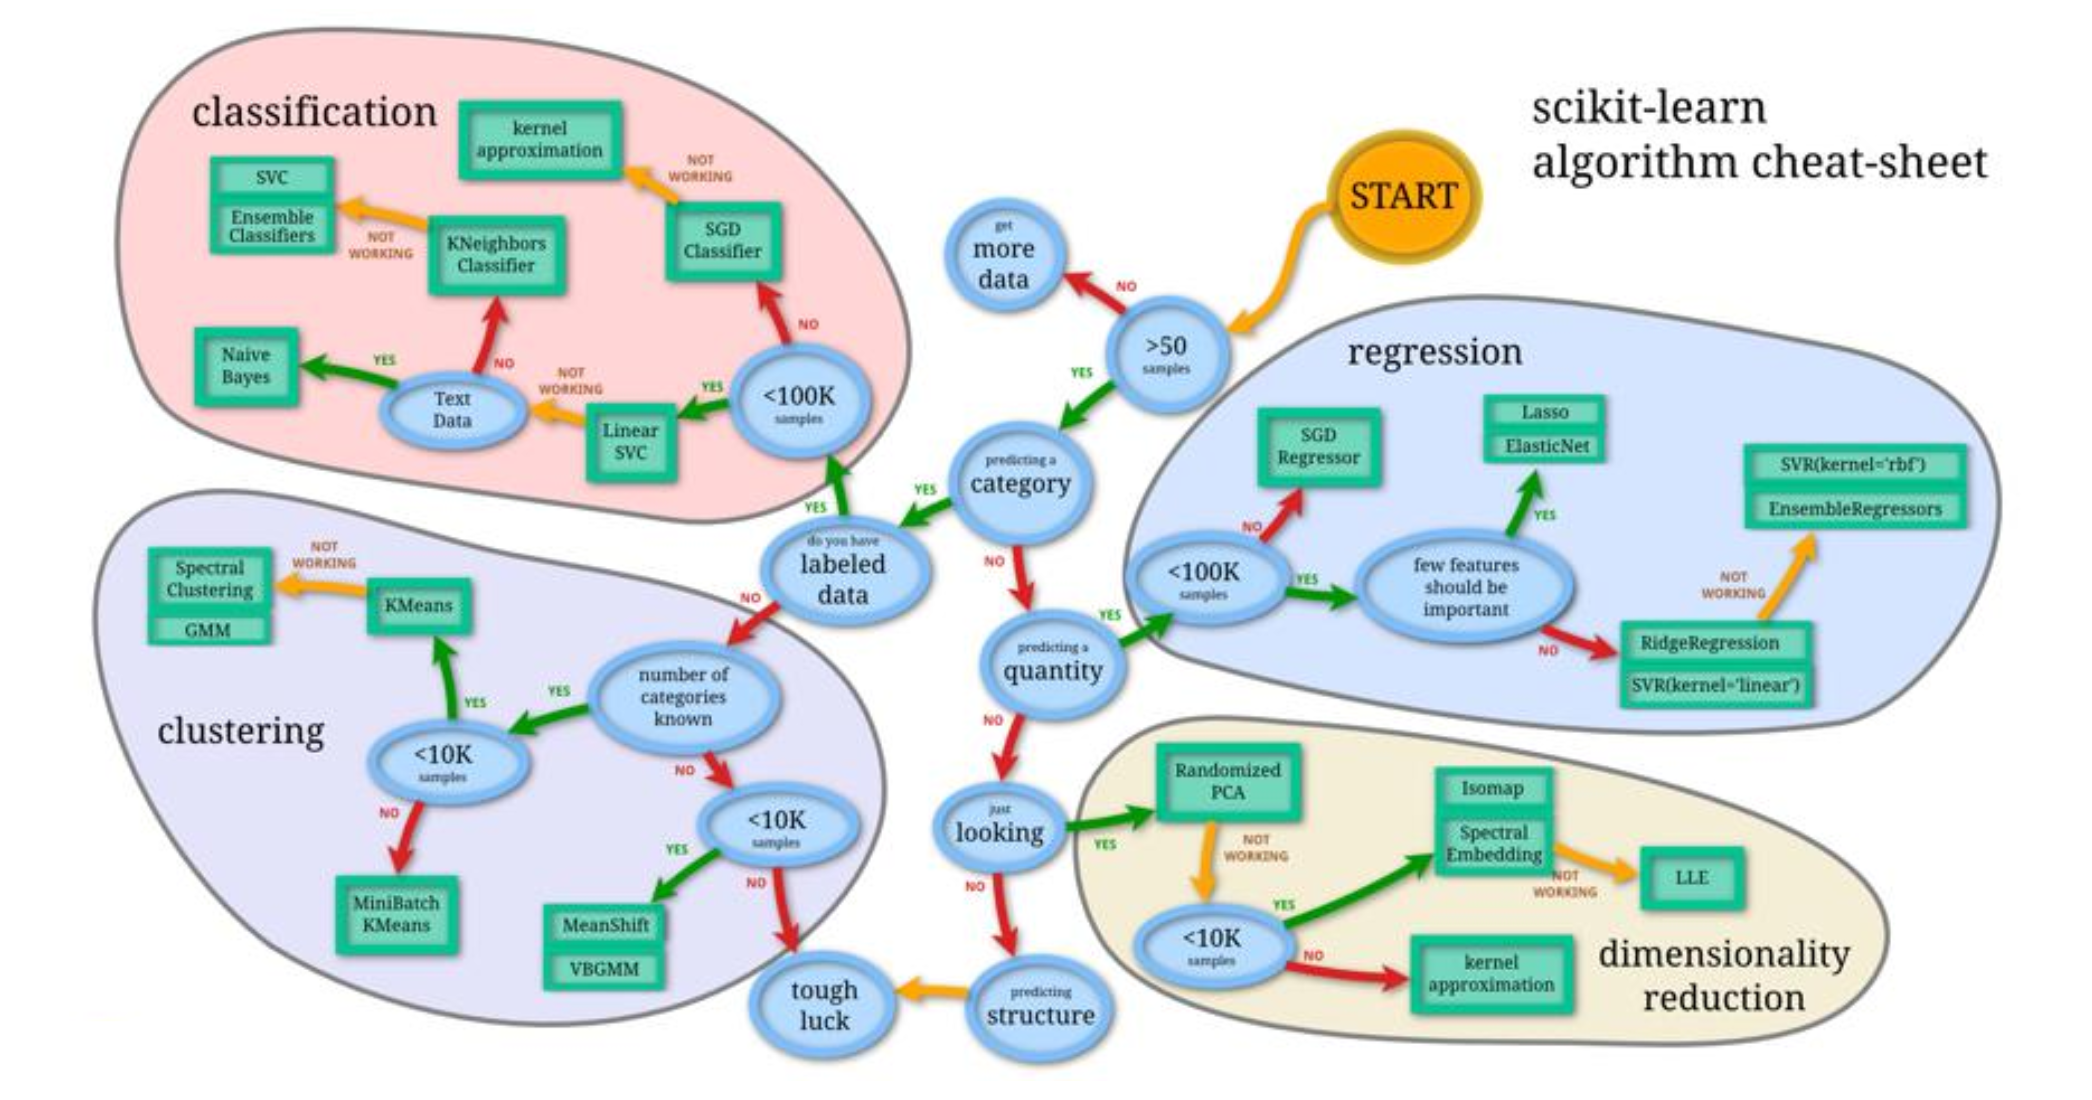 scikit-learn
algorithm cheat-sheet
START
classification
kernel
approximation
NOT
WORKING
SVC
Ensemble
Classifiers
NOT
WORKING
KNeighbors
Classifier
SGD
Classifier
NO
Naive
Bayes
YES
Text
Data
NO
NOT
WORKING
Linear
SVC
YES
<100K
samples
YES
get
more
data
NO
>50
samples
YES
predicting a
category
YES
do you have
labeled
data
NO
NO
predicting a
quantity
YES
NO
just
looking
YES
NO
predicting
structure
tough
luck
regression
SGD
Regressor
NO
<100K
samples
YES
few features
should be
important
YES
Lasso
ElasticNet
NO
RidgeRegression
SVR(kernel='linear')
NOT
WORKING
SVR(kernel='rbf')
EnsembleRegressors
clustering
Spectral
Clustering
GMM
NOT
WORKING
KMeans
YES
<10K
samples
YES
number of
categories
known
NO
NO
MiniBatch
KMeans
<10K
samples
YES
NO
MeanShift
VBGMM
dimensionality
reduction
Randomized
PCA
NOT
WORKING
<10K
samples
YES
Isomap
Spectral
Embedding
NOT
WORKING
LLE
NO
kernel
approximation